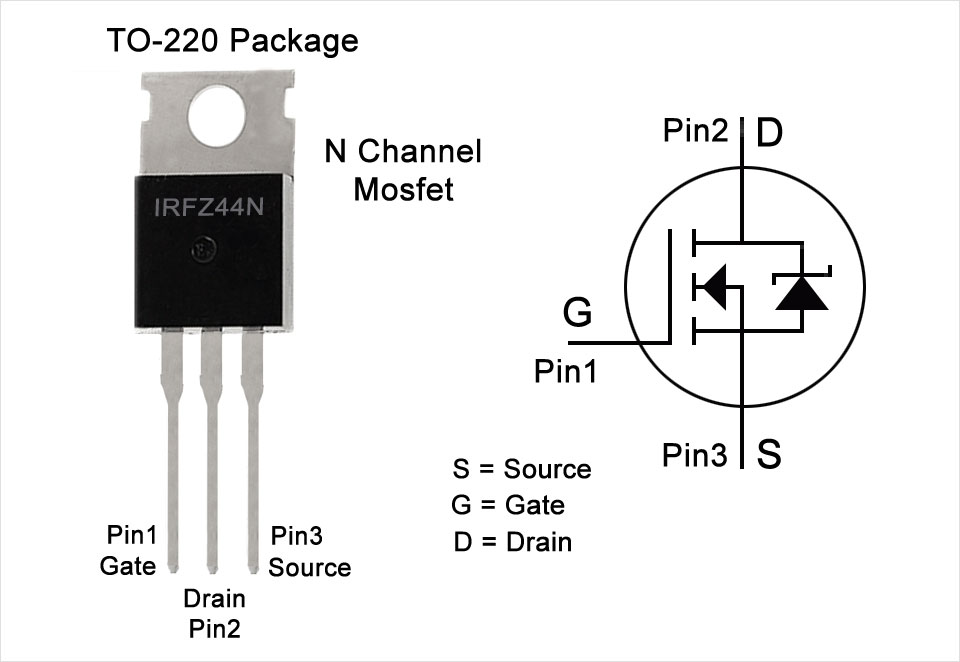 TO-220 Package
N Channel
Mosfet
IRFZ44N
Pin1
Gate
Drain
Pin2
Pin3
Source
Pin2 D
G
Pin1
Pin3 S
S = Source
G = Gate
D = Drain